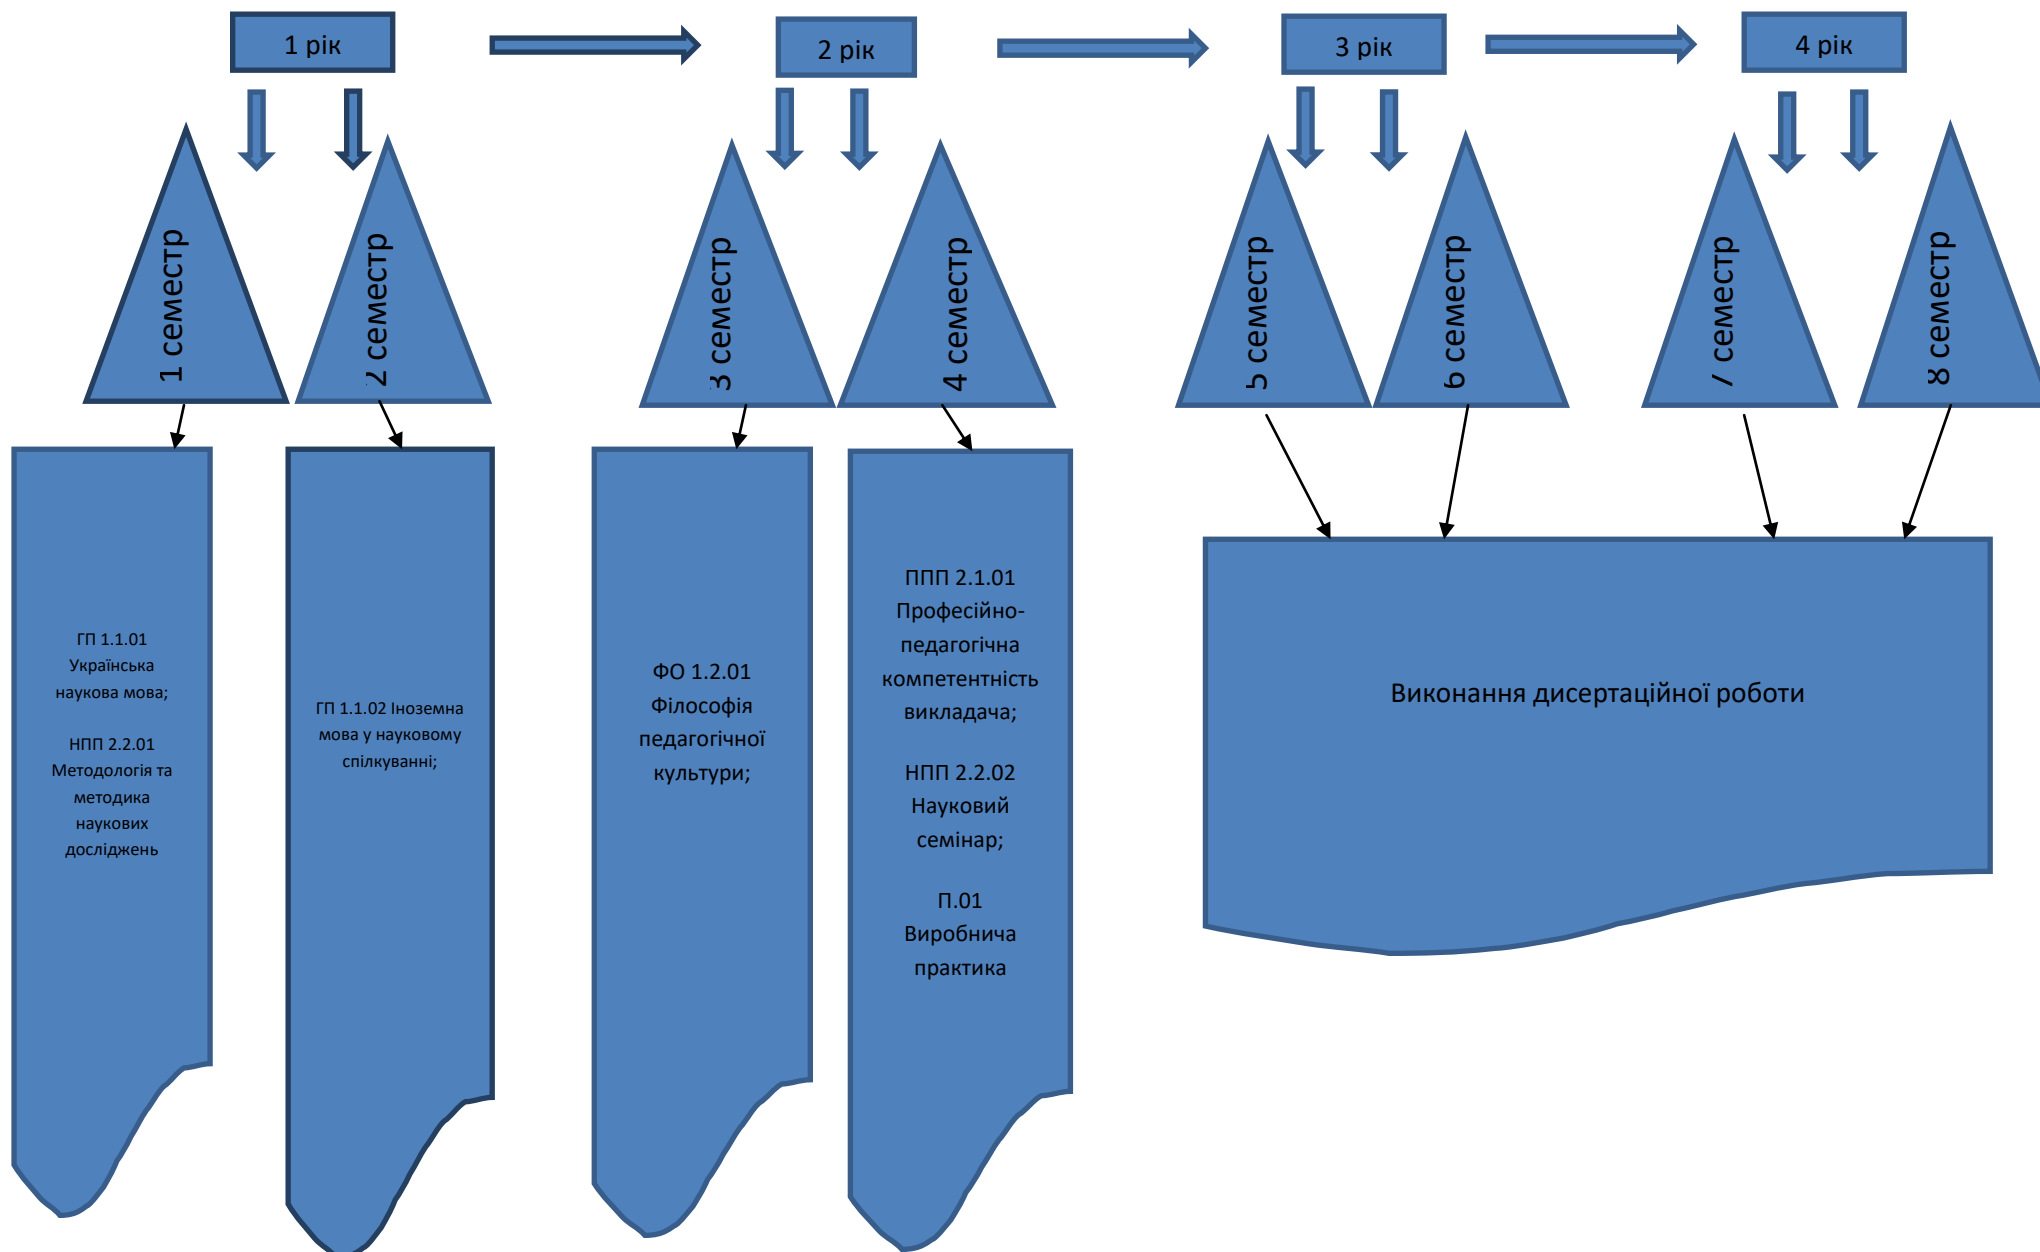 1 рік
2 рік
3 рік
4 рік
1 семестр
2 семестр
3 семестр
4 семестр
5 семестр
6 семестр
7 семестр
8 семестр
ГП 1.1.01
Українська
наукова мова;
НПП 2.2.01
Методологія та
методика
наукових
досліджень
ГП 1.1.02 Іноземна
мова у науковому
спілкуванні;
ФО 1.2.01
Філософія
педагогічної
культури;
ППП 2.1.01
Професійно-
педагогічна
компетентність
викладача;
НПП 2.2.02
Науковий
семінар;
П.01
Виробнича
практика
Виконання дисертаційної роботи